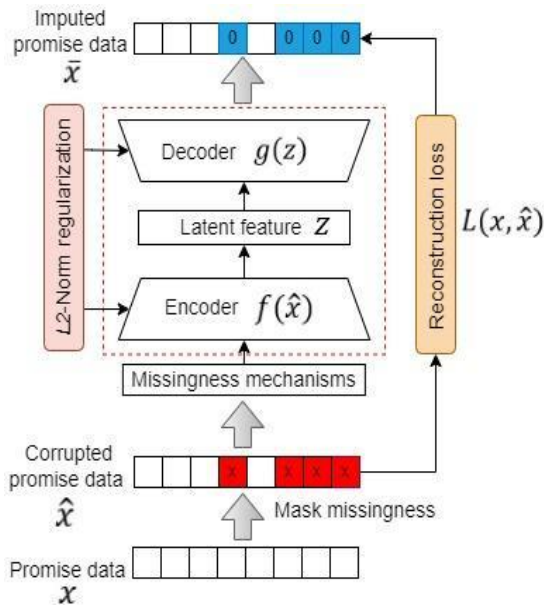 Imputed
promise data
x̄
0 0 0 0
Decoder g(z)
L2-Norm regularization
Latent feature z
Reconstruction loss
L(x, x̂)
Encoder f(x̂)
Missingness mechanisms
Corrupted
promise data
x̂
x x x x
Mask missingness
Promise data
x